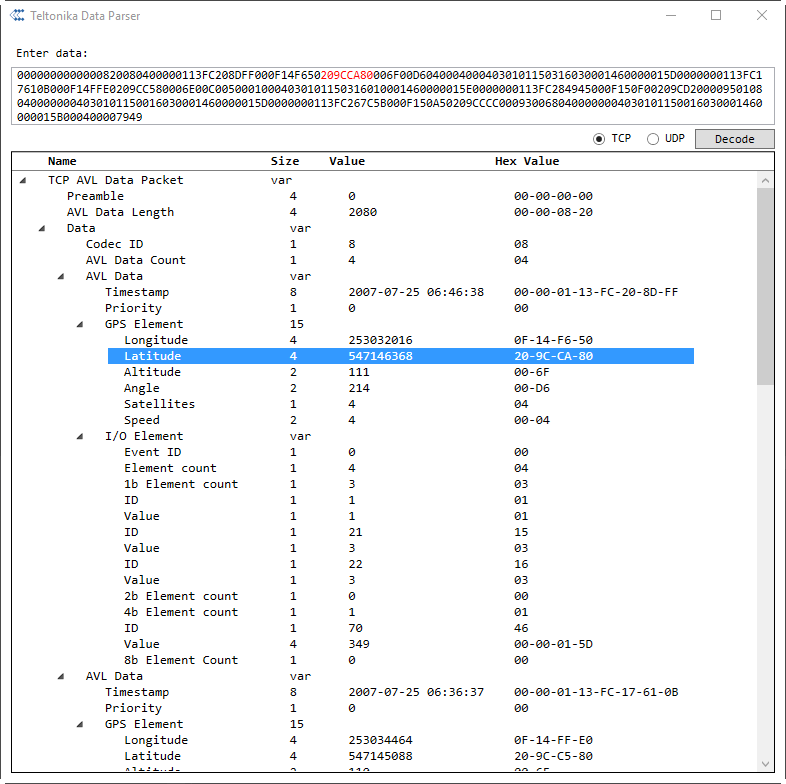 Teltonika Data Parser
Enter data:
00000000000008200804000000113FC208DFF000F14F650209CCA80006F00D6040004000403010115031603000146000000​15D0000000113FC17
7610B000F14FFE0209CC580006E00C00500010004030101150316010001460000015E0000000113FC284945000F150F00209CD20000950108
0400000000040301011500160300014600000​15D0000000113FC267C5B000F150A50209CCCC000930068040000000004030101150016030001460
000015B000400007949
TCP UDP Decode
Name Size Value Hex Value
TCP AVL Data Packet var
Preamble 4 0 00-00-00-00
AVL Data Length 4 2080 00-00-08-20
Data var
Codec ID 1 8 08
AVL Data Count 1 4 04
AVL Data var
Timestamp 8 2007-07-25 06:46:38 00-00-01-13-FC-20-8D-FF
Priority 1 0 00
GPS Element 15
Longitude 4 253032016 0F-14-F6-50
Latitude 4 547146368 20-9C-CA-80
Altitude 2 111 00-6F
Angle 2 214 00-D6
Satellites 1 4 04
Speed 2 4 00-04
I/O Element var
Event ID 1 0 00
Element count 1 4 04
1b Element count 1 3 03
ID 1 1 01
Value 1 1 01
ID 1 21 15
Value 1 3 03
ID 1 22 16
Value 1 3 03
2b Element count 1 0 00
4b Element count 1 1 01
ID 1 70 46
Value 4 349 00-00-01-5D
8b Element Count 1 0 00
AVL Data var
Timestamp 8 2007-07-25 06:36:37 00-00-01-13-FC-17-61-0B
Priority 1 0 00
GPS Element 15
Longitude 4 253034464 0F-14-FF-E0
Latitude 4 547145088 20-9C-C5-80
Altitude 2 110 00-6E